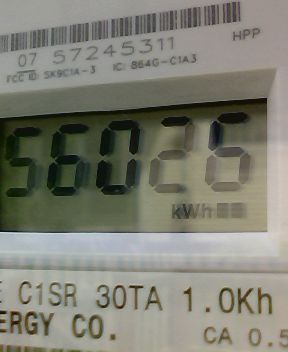 HPP
07 57245311
FCC ID: SK9C1A-3 IC: 864G-C1A3
56026
kWh
C1SR 30TA 1.0Kh
ERGY CO.
CA 0.5